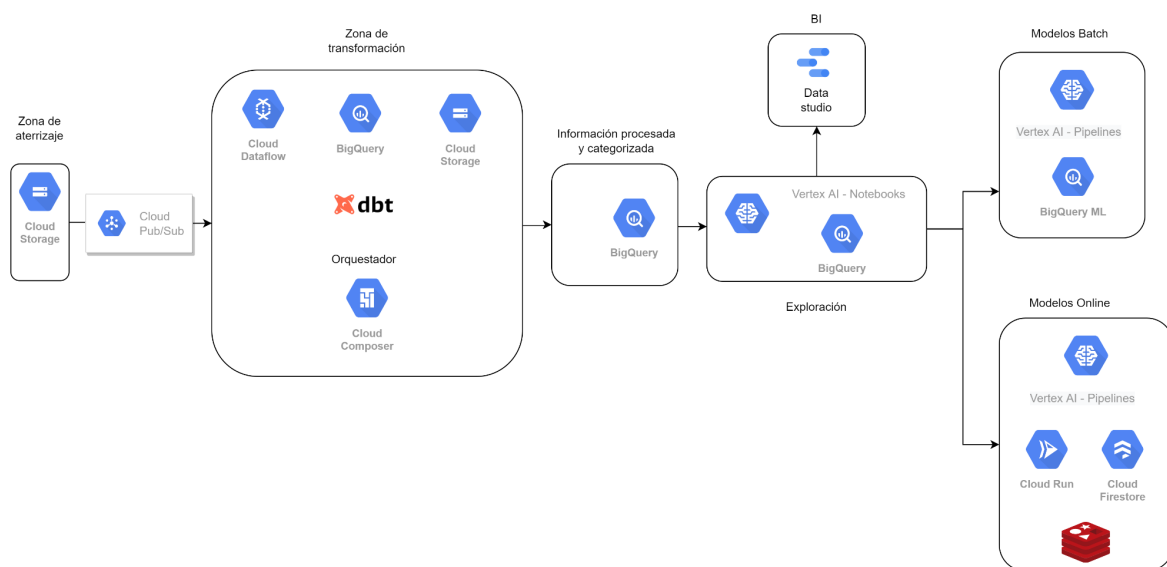 Zona de
aterrizaje
Cloud
Storage
Cloud
Pub/Sub
Zona de
transformación
Cloud
Dataflow
BigQuery
Cloud
Storage
dbt
Orquestador
Cloud
Composer
Información procesada
y categorizada
BigQuery
BI
Data
studio
Vertex AI - Notebooks
BigQuery
Exploración
Modelos Batch
Vertex AI - Pipelines
BigQuery ML
Modelos Online
Vertex AI - Pipelines
Cloud Run
Cloud
Firestore